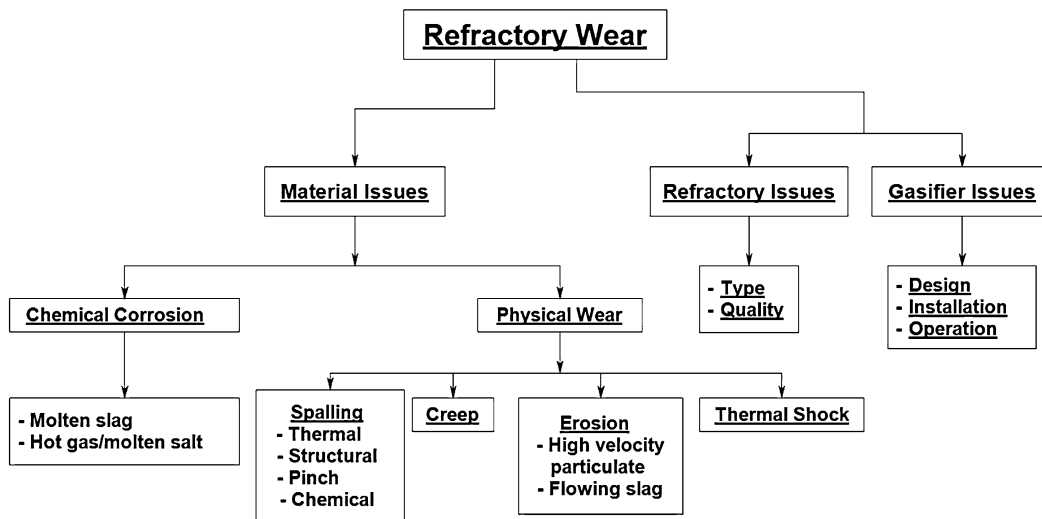 Refractory Wear
Material Issues
Refractory Issues
Gasifier Issues
- Type
- Quality
- Design
- Installation
- Operation
Chemical Corrosion
Physical Wear
- Molten slag
- Hot gas/molten salt
Spalling
- Thermal
- Structural
- Pinch
- Chemical
Creep
Erosion
- High velocity
particulate
- Flowing slag
Thermal Shock